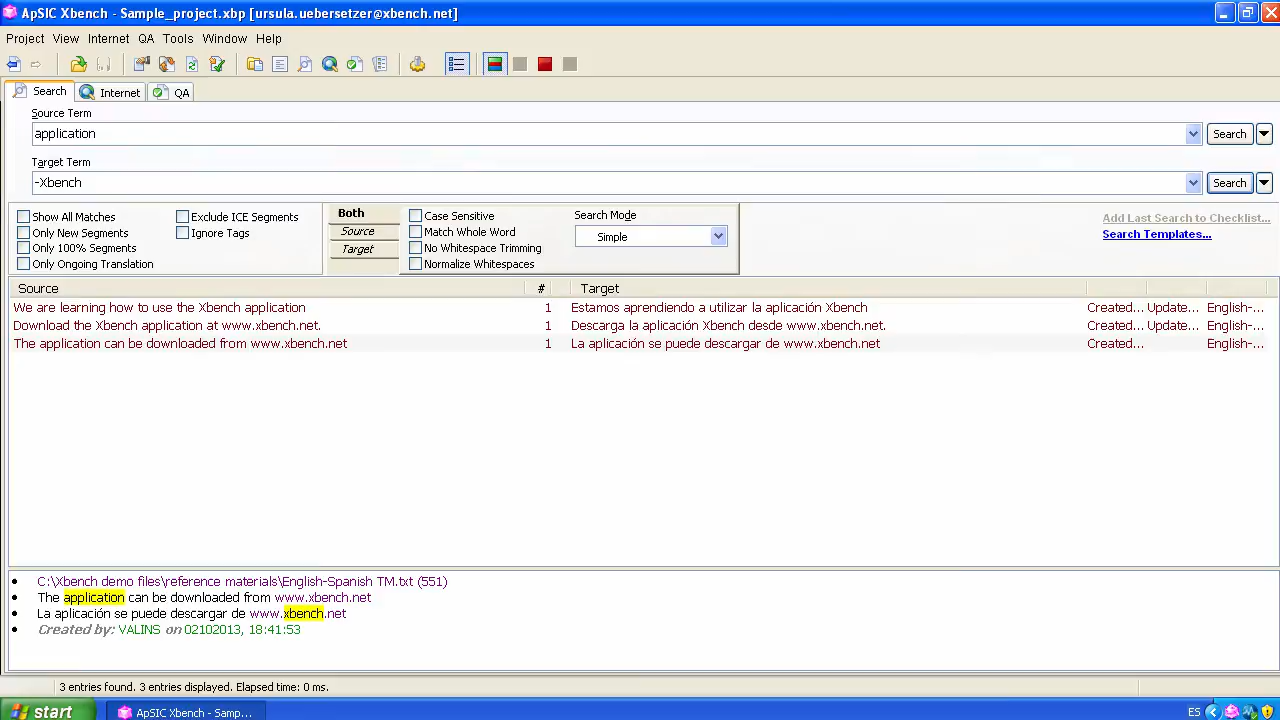 ApSIC Xbench - Sample_project.xbp [ursula.uebersetzer@xbench.net]
Project View Internet QA Tools Window Help
Search Internet QA
Source Term
application Search
Target Term
-Xbench Search
Show All Matches Exclude ICE Segments Both Case Sensitive Search Mode
Only New Segments Ignore Tags Source Match Whole Word Simple Add Last Search to Checklist...
Only 100% Segments Target No Whitespace Trimming Search Templates...
Only Ongoing Translation Normalize Whitespaces
Source # Target
We are learning how to use the Xbench application 1 Estamos aprendiendo a utilizar la aplicación Xbench Created... Update... English-...
Download the Xbench application at www.xbench.net. 1 Descarga la aplicación Xbench desde www.xbench.net. Created... Update... English-...
The application can be downloaded from www.xbench.net 1 La aplicación se puede descargar de www.xbench.net Created... English-...
C:\Xbench demo files\reference materials\English-Spanish TM.txt (551)
The application can be downloaded from www.xbench.net
La aplicación se puede descargar de www.xbench.net
Created by: VALINS on 02102013, 18:41:53
3 entries found. 3 entries displayed. Elapsed time: 0 ms.
start ApSIC Xbench - Samp... ES